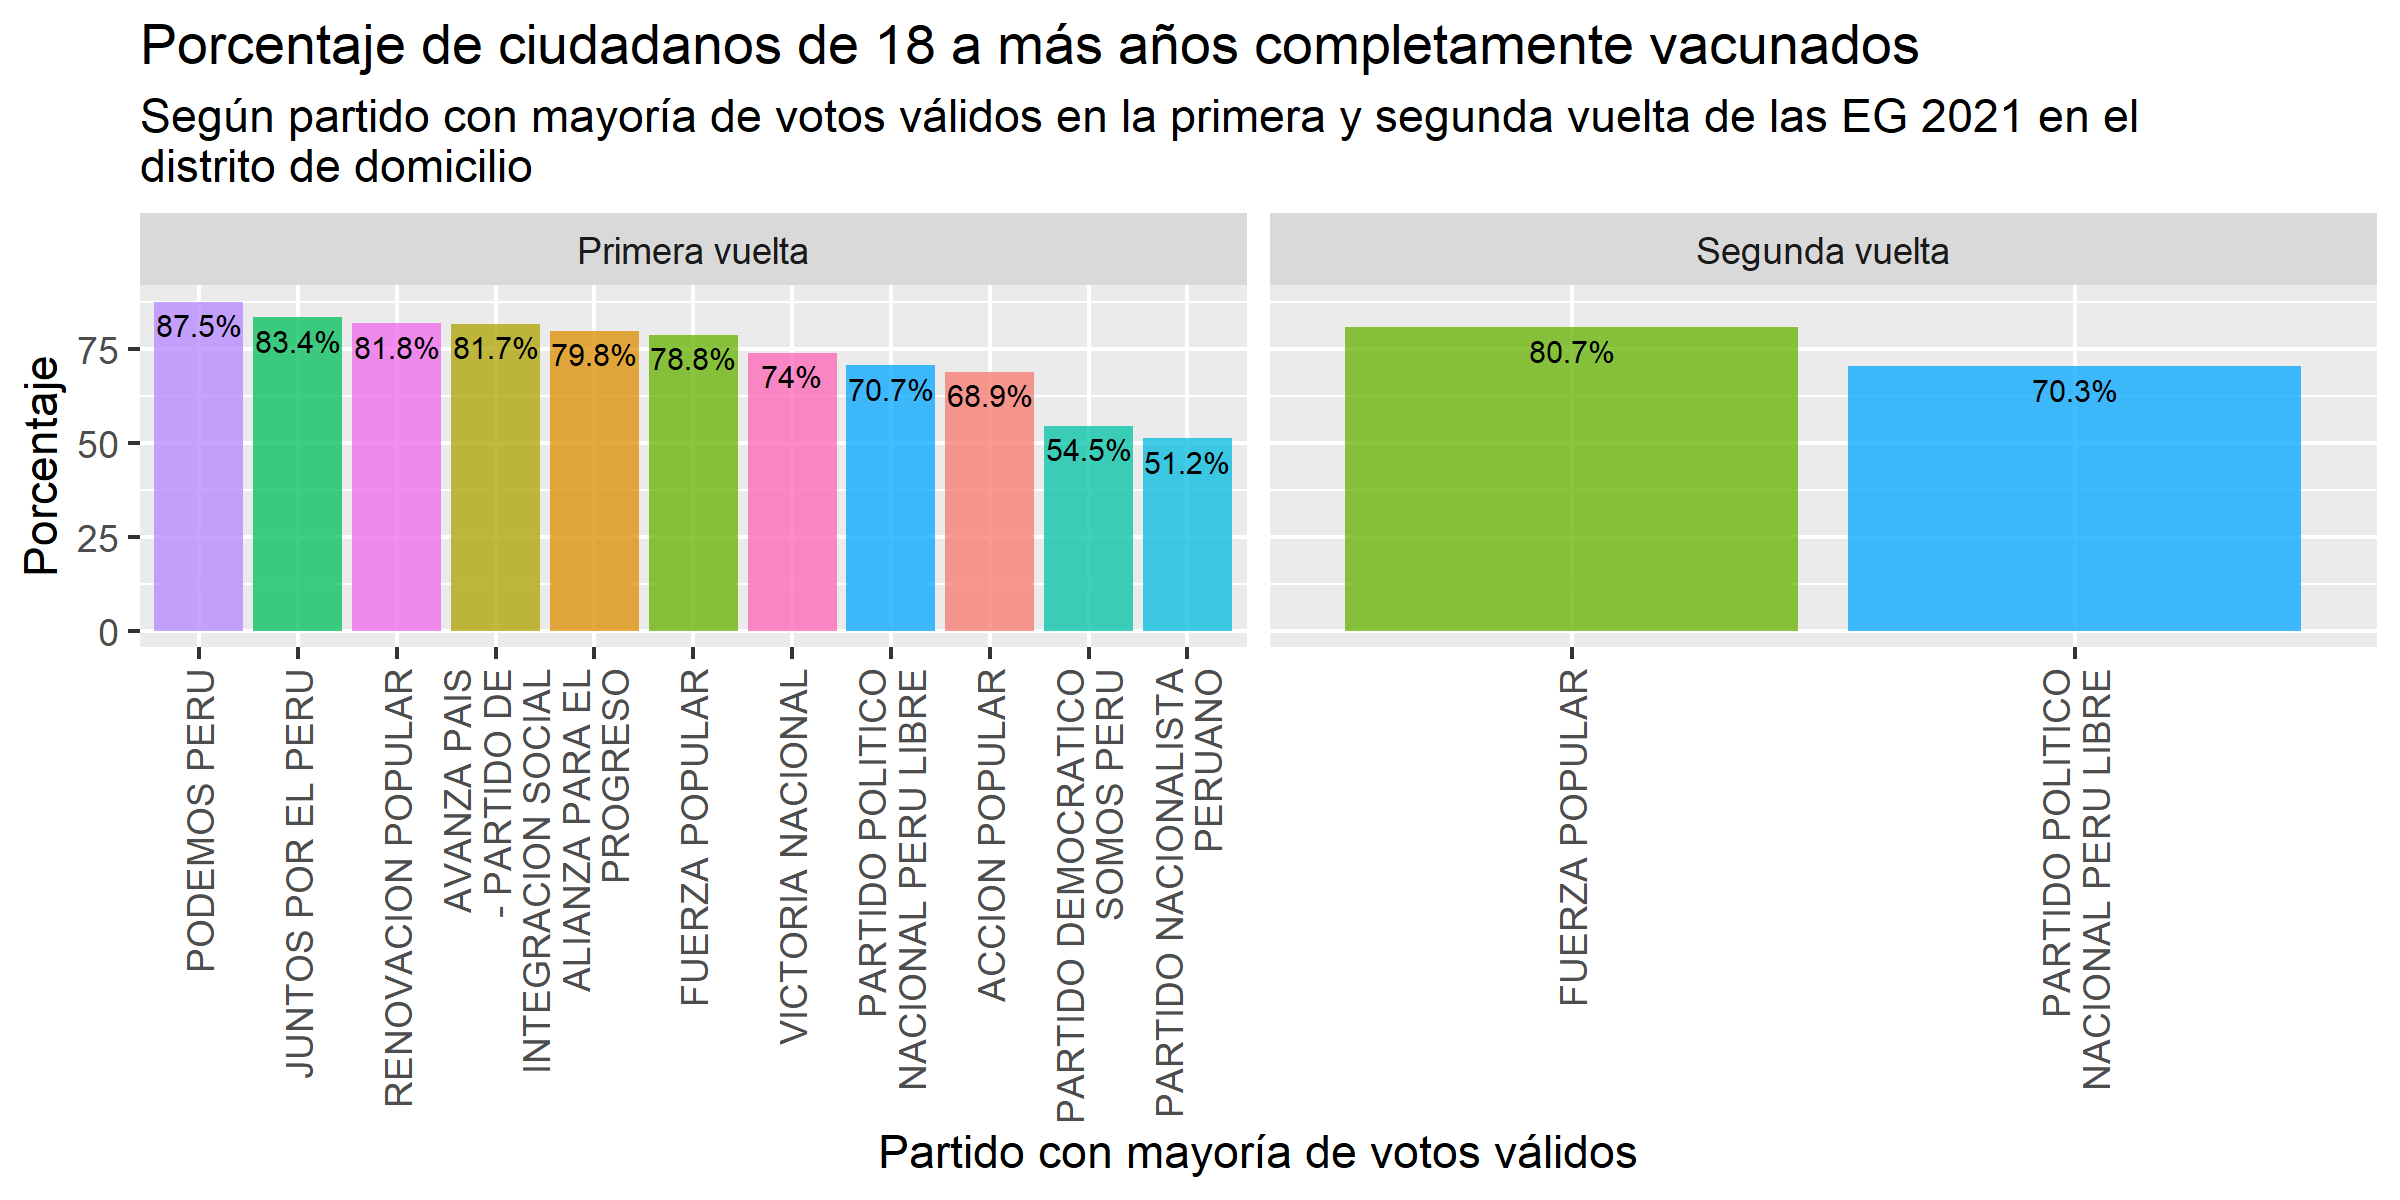 Porcentaje de ciudadanos de 18 a más años completamente vacunados
Según partido con mayoría de votos válidos en la primera y segunda vuelta de las EG 2021 en el
distrito de domicilio
Primera vuelta
Segunda vuelta
Porcentaje
75
50
25
0
87.5%
83.4%
81.8%
81.7%
79.8%
78.8%
74%
70.7%
68.9%
54.5%
51.2%
80.7%
70.3%
PODEMOS PERU
JUNTOS POR EL PERU
RENOVACION POPULAR
AVANZA PAIS
- PARTIDO DE
INTEGRACION SOCIAL
ALIANZA PARA EL
PROGRESO
FUERZA POPULAR
VICTORIA NACIONAL
PARTIDO POLITICO
NACIONAL PERU LIBRE
ACCION POPULAR
PARTIDO DEMOCRATICO
SOMOS PERU
PARTIDO NACIONALISTA
PERUANO
FUERZA POPULAR
PARTIDO POLITICO
NACIONAL PERU LIBRE
Partido con mayoría de votos válidos